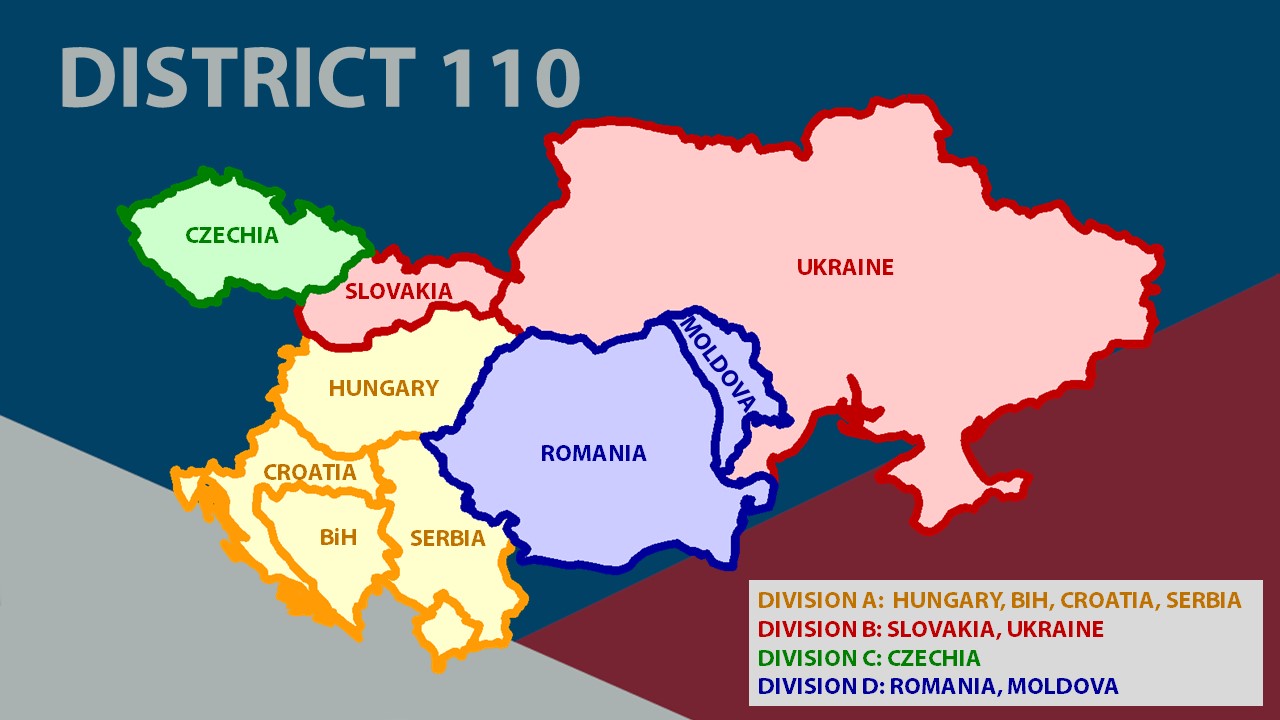 DISTRICT 110
CZECHIA
UKRAINE
SLOVAKIA
MOLDOVA
HUNGARY
ROMANIA
CROATIA
BiH
SERBIA
DIVISION A: HUNGARY, BIH, CROATIA, SERBIA
DIVISION B: SLOVAKIA, UKRAINE
DIVISION C: CZECHIA
DIVISION D: ROMANIA, MOLDOVA